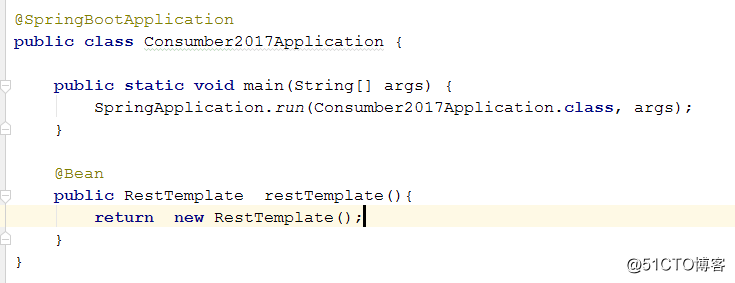 @SpringBootApplication
public class Consumber2017Application {
public static void main(String[] args) {
SpringApplication.run(Consumber2017Application.class, args);
}
@Bean
public RestTemplate  restTemplate(){
return  new RestTemplate();
}
}
@51CTO博客